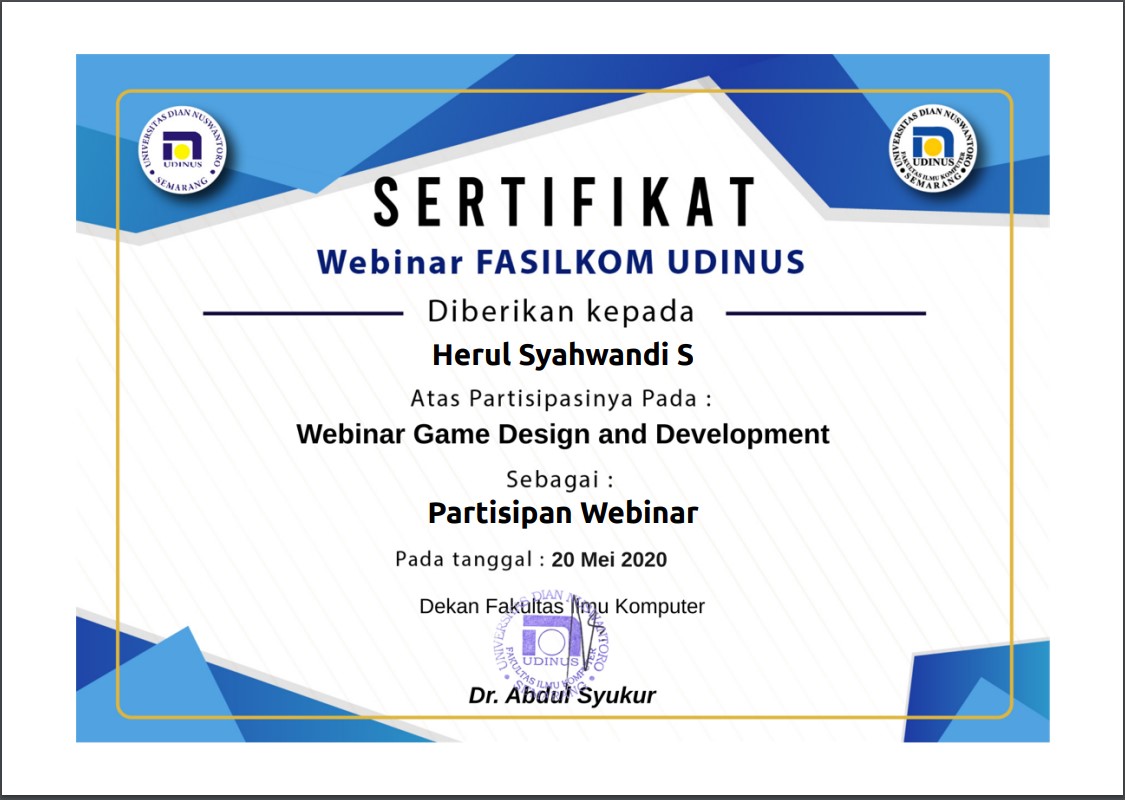 UNIVERSITAS DIAN NUSWANTORO
UDINUS
SEMARANG
UNIVERSITAS DIAN NUSWANTORO
UDINUS
FAKULTAS ILMU KOMPUTER
SEMARANG
SERTIFIKAT
Webinar FASILKOM UDINUS
Diberikan kepada
Herul Syahwandi S
Atas Partisipasinya Pada :
Webinar Game Design and Development
Sebagai :
Partisipan Webinar
Pada tanggal : 20 Mei 2020
Dekan Fakultas Ilmu Komputer
UNIVERSITAS DIAN NUSWANTORO
UDINUS
FAKULTAS ILMU KOMPUTER
SEMARANG
Dr. Abdul Syukur